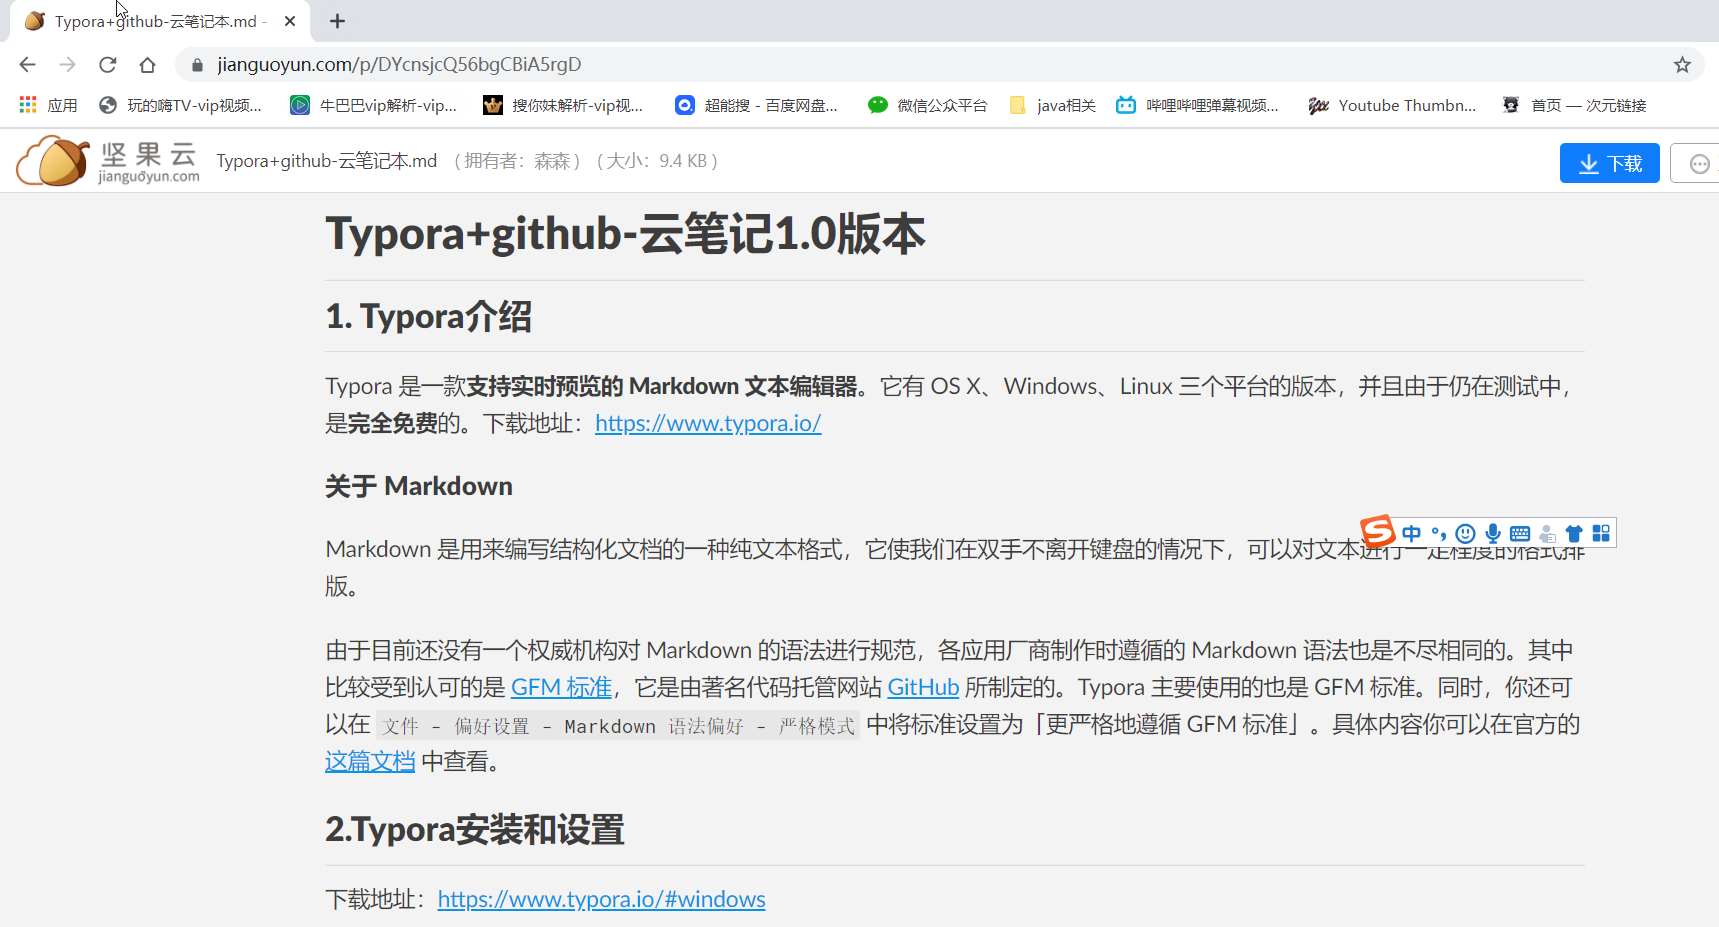 Typora+github-云笔记本.md -
jianguoyun.com/p/DYcnsjcQ56bgCBiA5rgD
应用 玩的嗨TV-vip视频... 牛巴巴vip解析-vip... 搜你妹解析-vip视... 超能搜 - 百度网盘... 微信公众平台 java相关 哔哩哔哩弹幕视频... Youtube Thumbn... 首页 — 次元链接
坚果云
jianguoyun.com
Typora+github-云笔记本.md （拥有者：森森）（大小：9.4 KB） 下载
Typora+github-云笔记1.0版本
1. Typora介绍
Typora 是一款支持实时预览的 Markdown 文本编辑器。它有 OS X、Windows、Linux 三个平台的版本，并且由于仍在测试中，
是完全免费的。下载地址：https://www.typora.io/
关于 Markdown
中
Markdown 是用来编写结构化文档的一种纯文本格式，它使我们在双手不离开键盘的情况下，可以对文本进行一定程度的格式排
版。
由于目前还没有一个权威机构对 Markdown 的语法进行规范，各应用厂商制作时遵循的 Markdown 语法也是不尽相同的。其中
比较受到认可的是 GFM 标准，它是由著名代码托管网站 GitHub 所制定的。Typora 主要使用的也是 GFM 标准。同时，你还可
以在 文件 - 偏好设置 - Markdown 语法偏好 - 严格模式 中将标准设置为「更严格地遵循 GFM 标准」。具体内容你可以在官方的
这篇文档 中查看。
2.Typora安装和设置
下载地址：https://www.typora.io/#windows